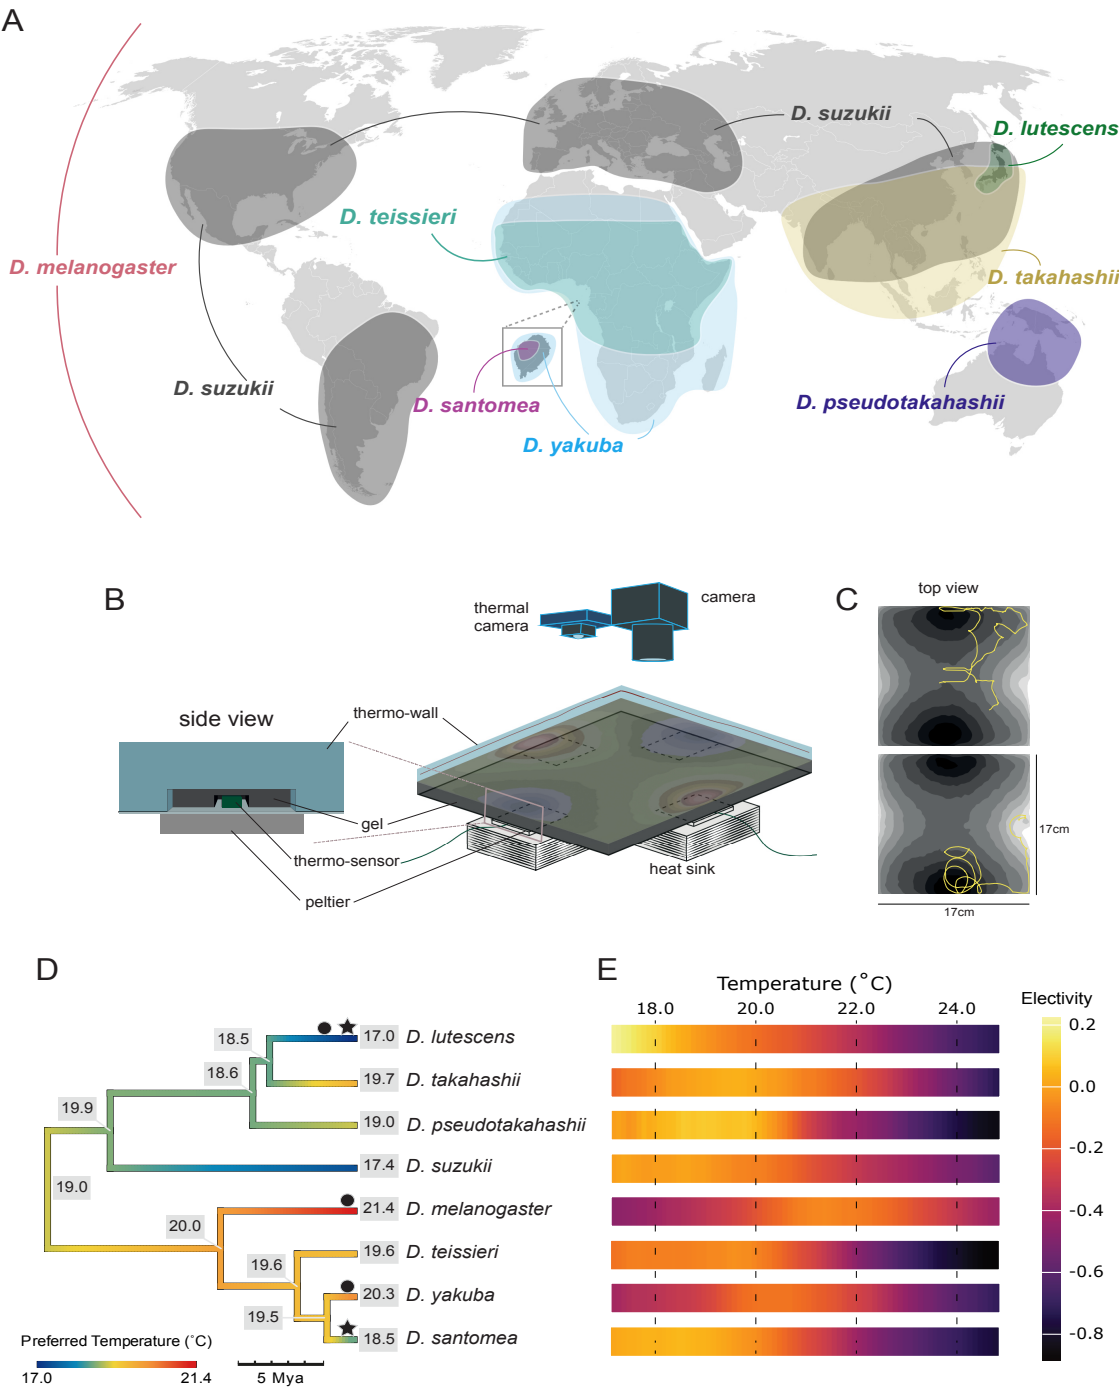 A
D. suzukii
D. lutescens
D. teissieri
D. melanogaster
D. takahashii
D. suzukii
D. santomea
D. pseudotakahashii
D. yakuba
B
thermal
camera
camera
C
top view
side view
thermo-wall
gel
thermo-sensor
peltier
heat sink
17cm
17cm
D
18.5
17.0 D. lutescens
18.6
19.7 D. takahashii
19.9
19.0 D. pseudotakahashii
17.4 D. suzukii
19.0
20.0
21.4 D. melanogaster
19.6
19.6 D. teissieri
20.3 D. yakuba
19.5
18.5 D. santomea
Preferred Temperature (˚C)
17.0 21.4
5 Mya
E
Temperature (˚C)
18.0 20.0 22.0 24.0
Electivity
0.2
0.0
-0.2
-0.4
-0.6
-0.8